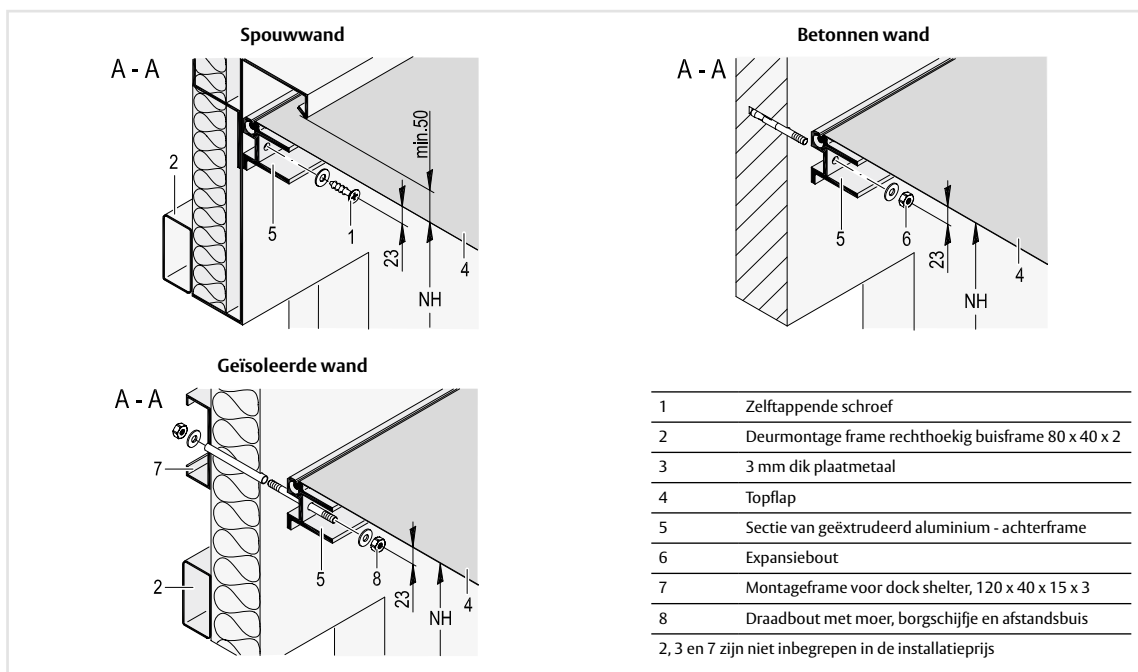 Spouwwand
A - A
2
5
1
23
min.50
NH
4
Betonnen wand
A - A
5
6
23
NH
4
Geïsoleerde wand
A - A
7
2
5
8
23
NH
4
1 Zelftappende schroef
2 Deurmontage frame rechthoekig buisframe 80 x 40 x 2
3 3 mm dik plaatmetaal
4 Topflap
5 Sectie van geëxtrudeerd aluminium - achterframe
6 Expansiebout
7 Montageframe voor dock shelter, 120 x 40 x 15 x 3
8 Draadbout met moer, borgschijfje en afstandsbuis
2, 3 en 7 zijn niet inbegrepen in de installatieprijs